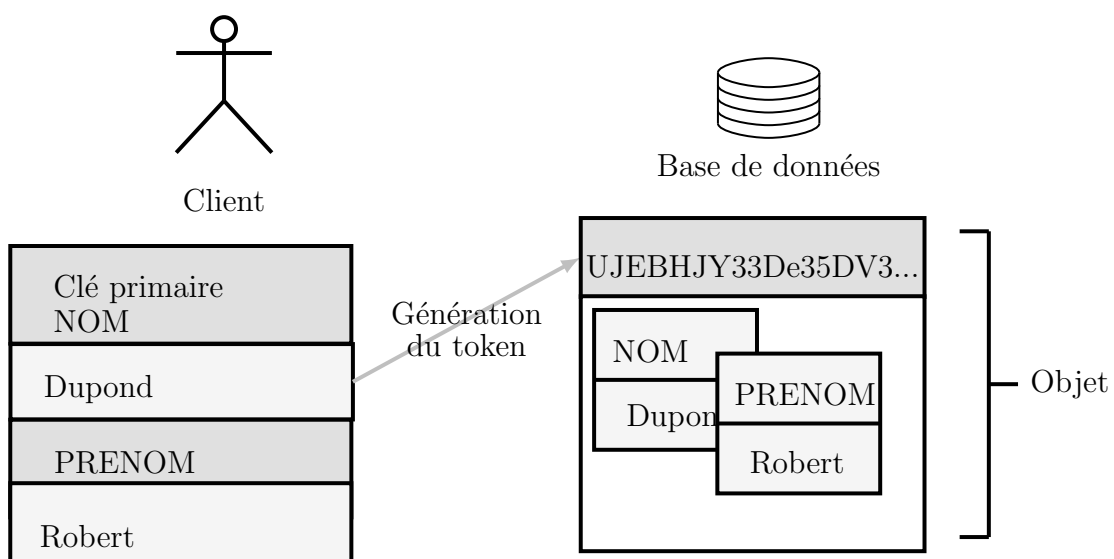 Client
Base de données
Clé primaire
NOM
Dupond
PRENOM
Robert
Génération
du token
UJEBHJY33De35DV3...
NOM
Dupon
PRENOM
Robert
Objet